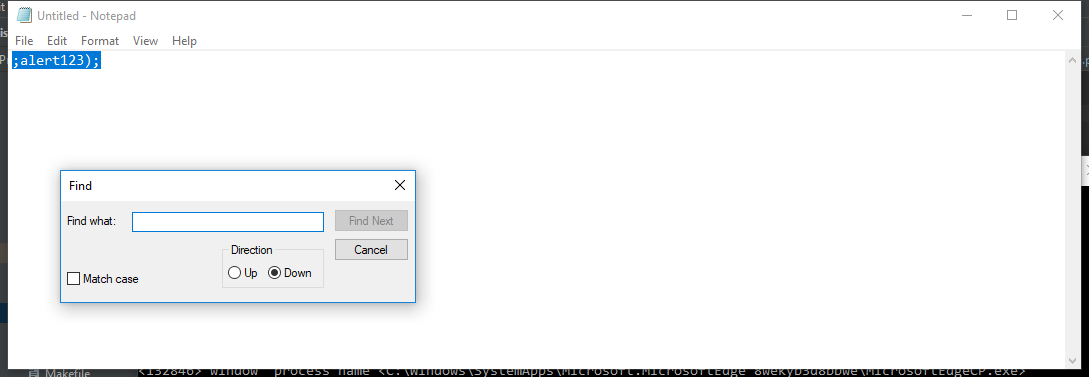 Untitled - Notepad
File Edit Format View Help
;alert123);
Find
Find what:
Find Next
Direction
Cancel
Up Down
Match case
Makefile
<132846> window process name <C:\Windows\SystemApps\Microsoft.MicrosoftEdge_8wekyb3d8bbwe\MicrosoftEdgeCP.exe>